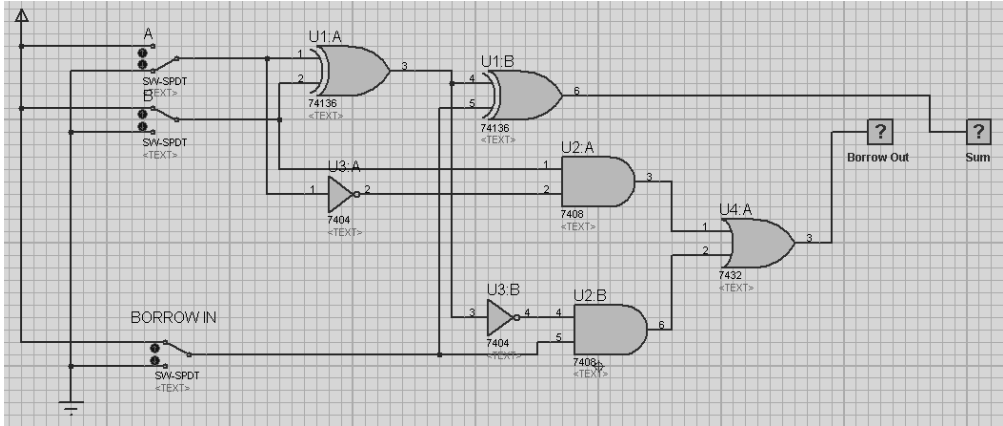 A
SW-SPDT
<TEXT>
B
SW-SPDT
<TEXT>
U1:A
1
2
3
74136
<TEXT>
U1:B
4
5
6
74136
<TEXT>
U3:A
1
2
7404
<TEXT>
U2:A
1
2
3
7408
<TEXT>
?
Borrow Out
?
Sum
U4:A
1
2
3
7432
<TEXT>
BORROW IN
SW-SPDT
<TEXT>
U3:B
3
4
7404
<TEXT>
U2:B
4
5
6
7408
<TEXT>